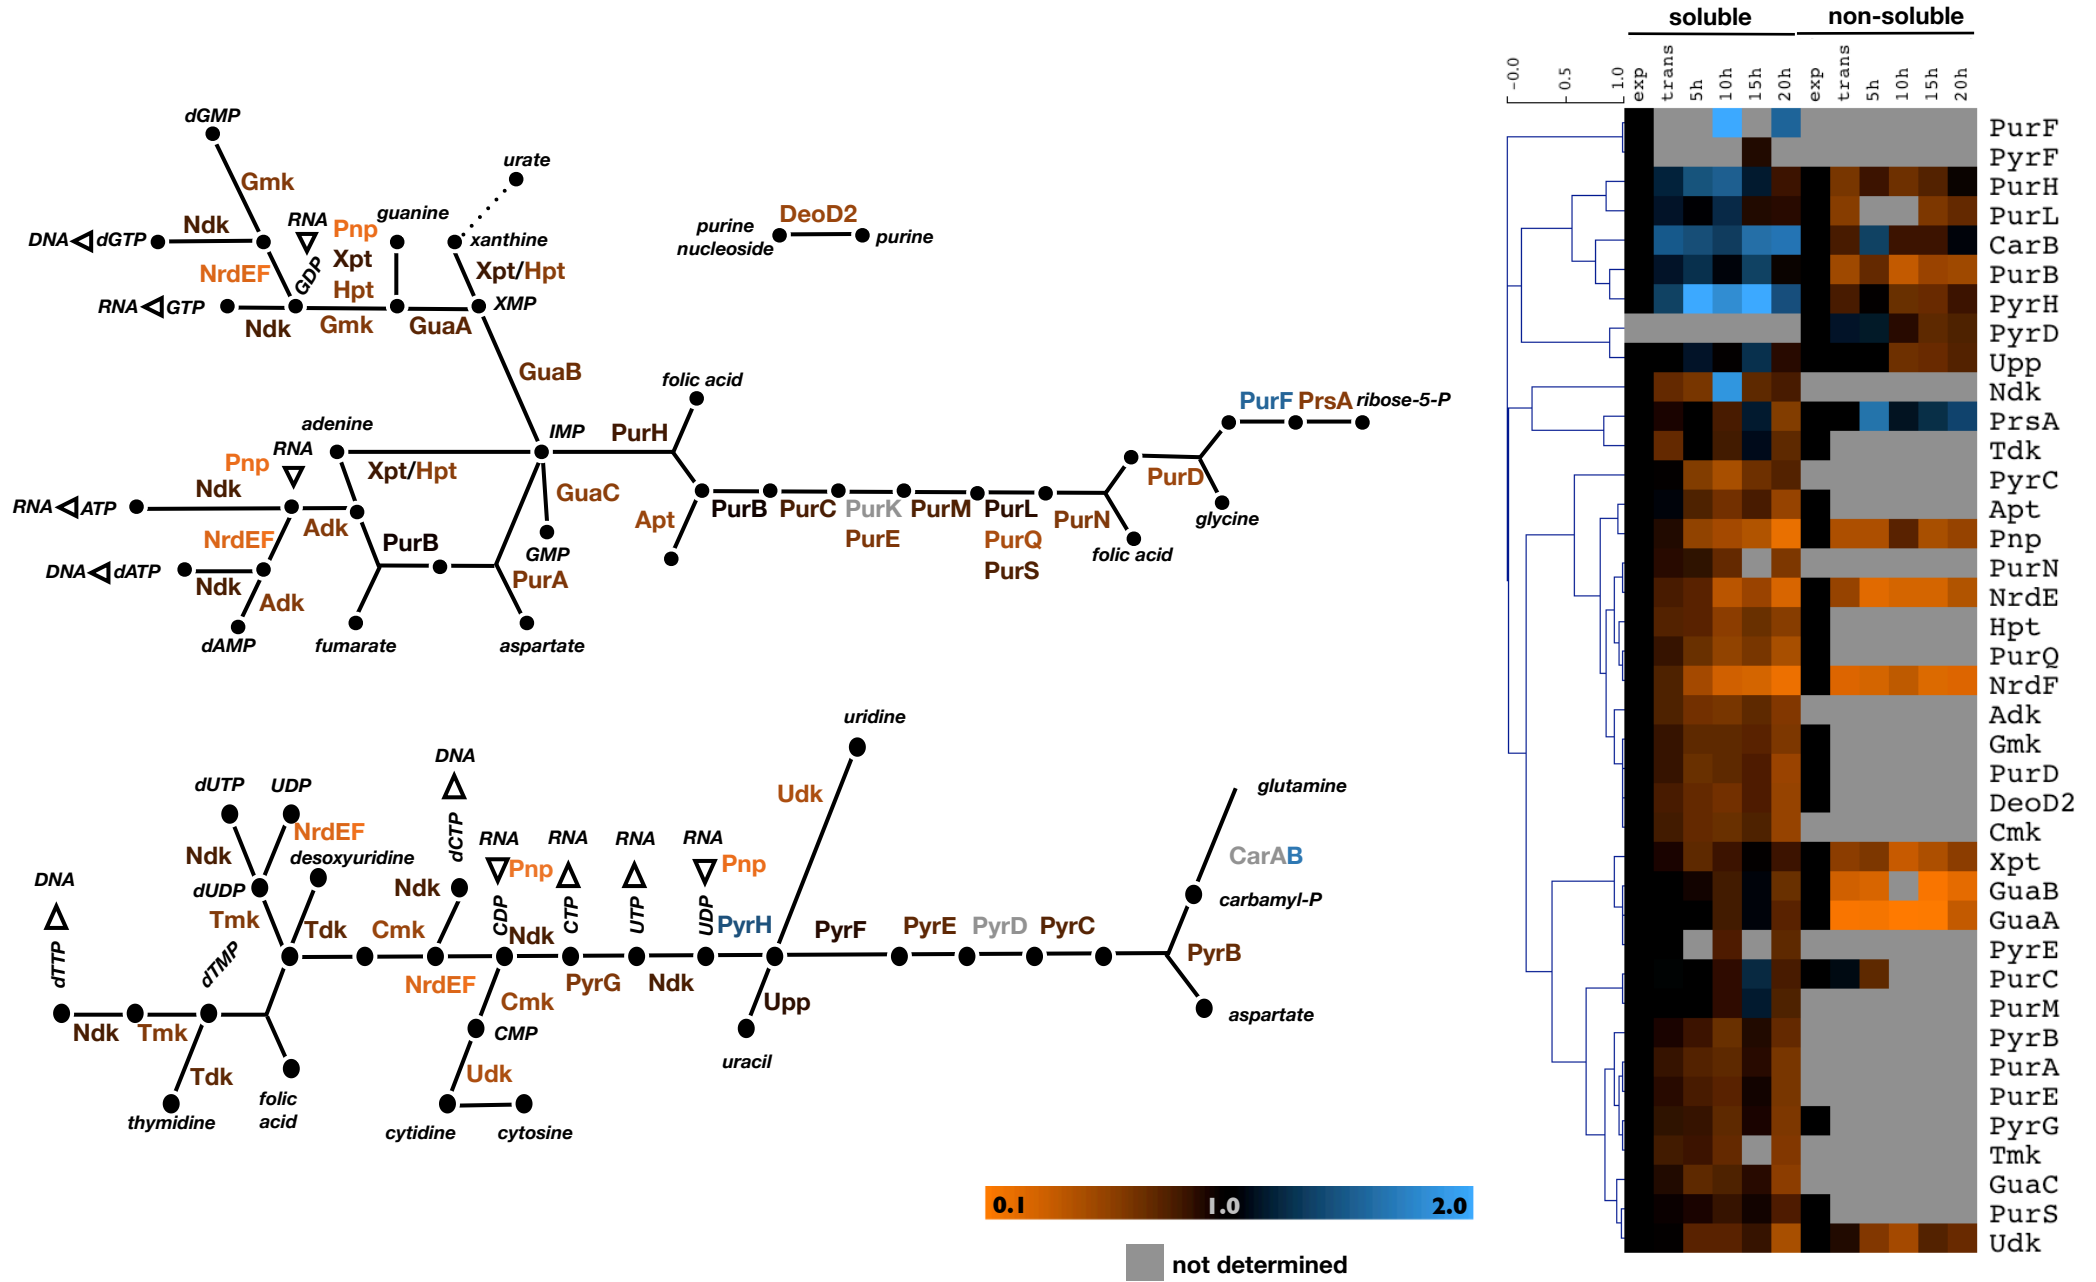 soluble non-soluble
-0.0 0.5 1.0
exp trans 5h 10h 15h 20h exp trans 5h 10h 15h 20h
dGMP
Gmk
urate
Ndk
RNA
Pnp
guanine
DNA dGTP
Xpt
xanthine
NrdEF
GDP
Hpt
Xpt/Hpt
RNA GTP
XMP
Ndk
Gmk
GuaA
DeoD2
purine
nucleoside
purine
GuaB
folic acid
adenine
IMP
PurH
PurF PrsA ribose-5-P
RNA
Pnp
Xpt/Hpt
Ndk
GuaC
RNA ATP
Apt
PurB PurC PurK PurM PurL PurN PurD
PurE
PurQ
PurS
glycine
folic acid
Adk
NrdEF
PurB
GMP
DNA dATP
Ndk
Adk
PurA
dAMP
fumarate
aspartate
uridine
DNA
dUTP UDP
Udk
glutamine
NrdEF
desoxyuridine
dCTP
RNA RNA RNA RNA
Ndk
Pnp
Pnp
CarAB
DNA
dUDP
Ndk
carbamyl-P
CDP CTP UTP UDP
Tmk
Tdk
Cmk
Ndk
PyrH
PyrF PyrE PyrD PyrC
PyrB
dTTP
dTMP
NrdEF
PyrG
Ndk
Cmk
Upp
aspartate
Ndk Tmk
CMP
uracil
Tdk
Udk
folic
acid
thymidine
cytidine cytosine
0.1 1.0 2.0
not determined
PurF
PyrF
PurH
PurL
CarB
PurB
PyrH
PyrD
Upp
Ndk
PrsA
Tdk
PyrC
Apt
Pnp
PurN
NrdE
Hpt
PurQ
NrdF
Adk
Gmk
PurD
DeoD2
Cmk
Xpt
GuaB
GuaA
PyrE
PurC
PurM
PyrB
PurA
PurE
PyrG
Tmk
GuaC
PurS
Udk